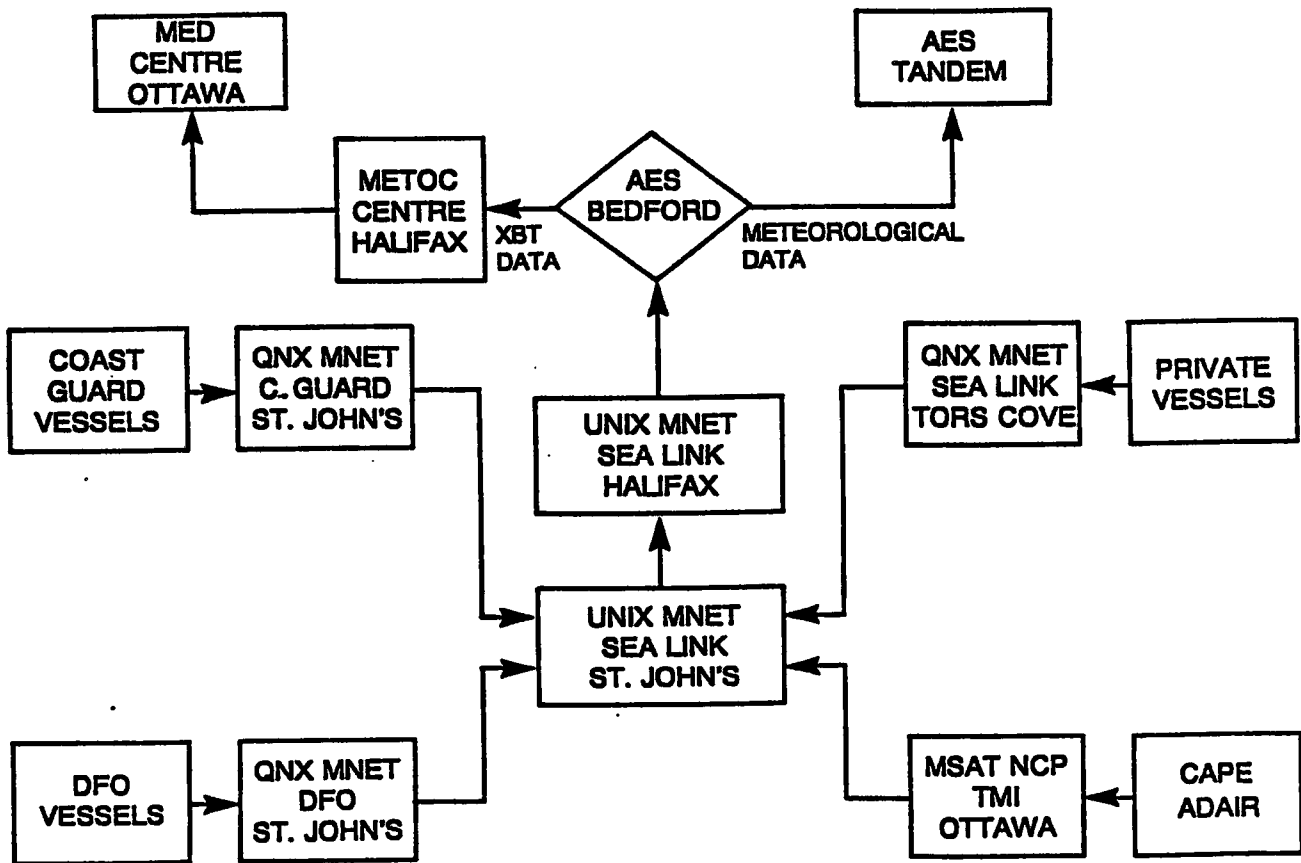 MED
CENTRE
OTTAWA
AES
TANDEM
METOC
CENTRE
HALIFAX
XBT
DATA
AES
BEDFORD
METEOROLOGICAL
DATA
COAST
GUARD
VESSELS
QNX MNET
C. GUARD
ST. JOHN'S
UNIX MNET
SEA LINK
HALIFAX
QNX MNET
SEA LINK
TORS COVE
PRIVATE
VESSELS
UNIX MNET
SEA LINK
ST. JOHN'S
DFO
VESSELS
QNX MNET
DFO
ST. JOHN'S
MSAT NCP
TMI
OTTAWA
CAPE
ADAIR